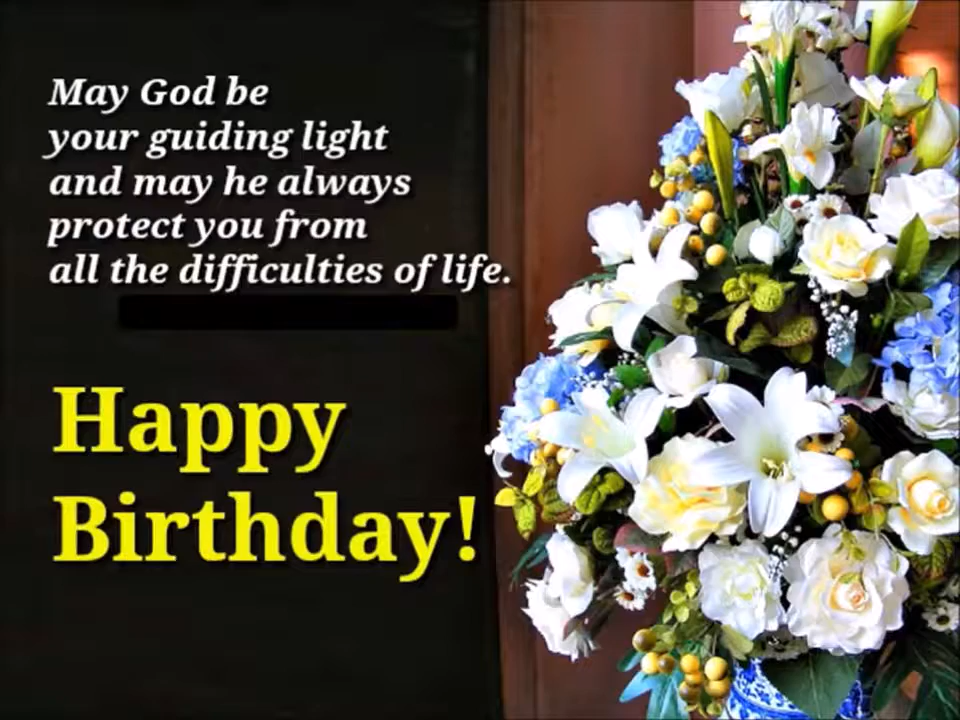 May God be
your guiding light
and may he always
protect you from
all the difficulties of life.
Happy
Birthday!